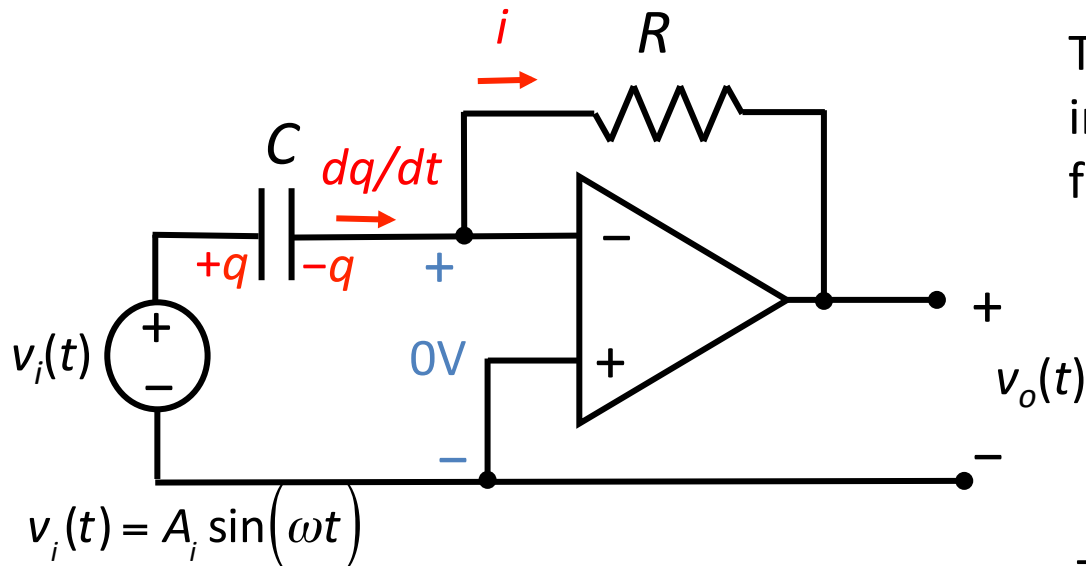 i
R
C
dq/dt
+q
−q
−
+
0V
−
+
+
−
v_i(t)
+
v_o(t)
−
v_i(t) = A_i sin(ωt)